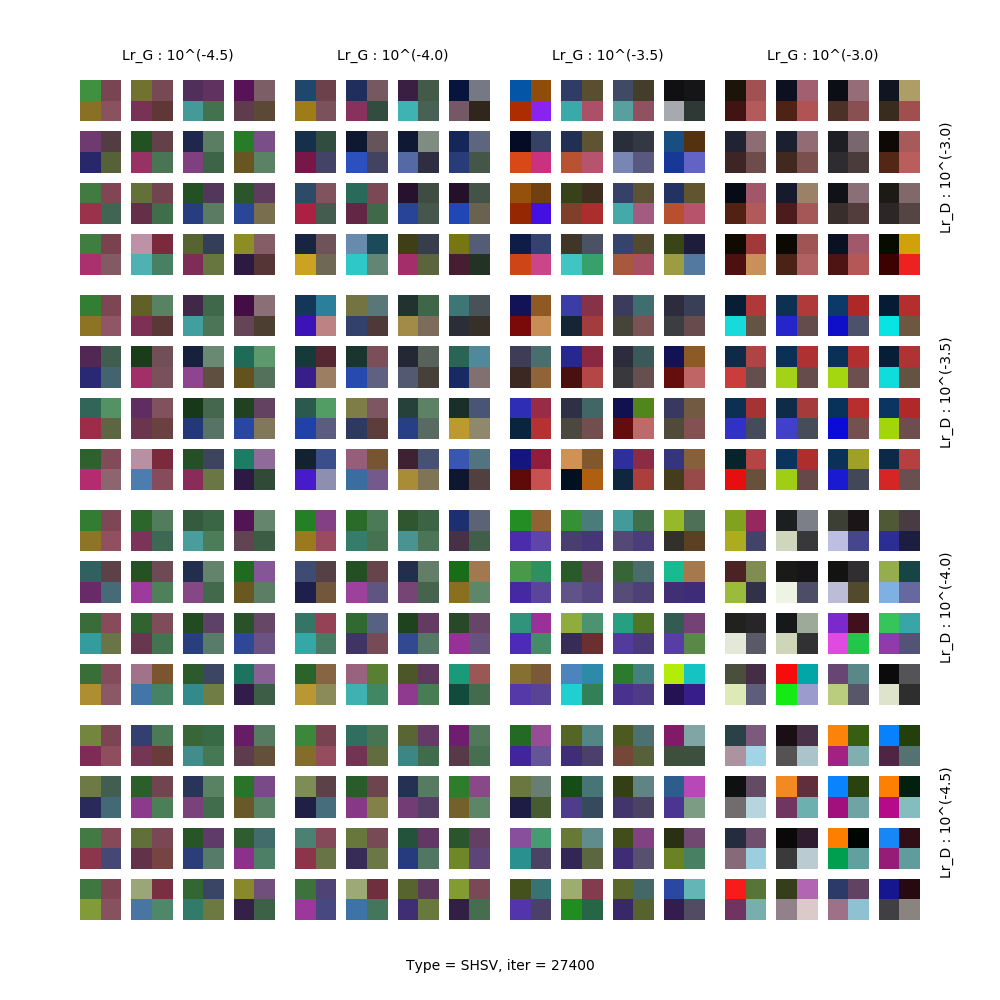 Lr_G : 10^(-4.5)
Lr_G : 10^(-4.0)
Lr_G : 10^(-3.5)
Lr_G : 10^(-3.0)
Lr_D : 10^(-3.0)
Lr_D : 10^(-3.5)
Lr_D : 10^(-4.0)
Lr_D : 10^(-4.5)
Type = SHSV, iter = 27400